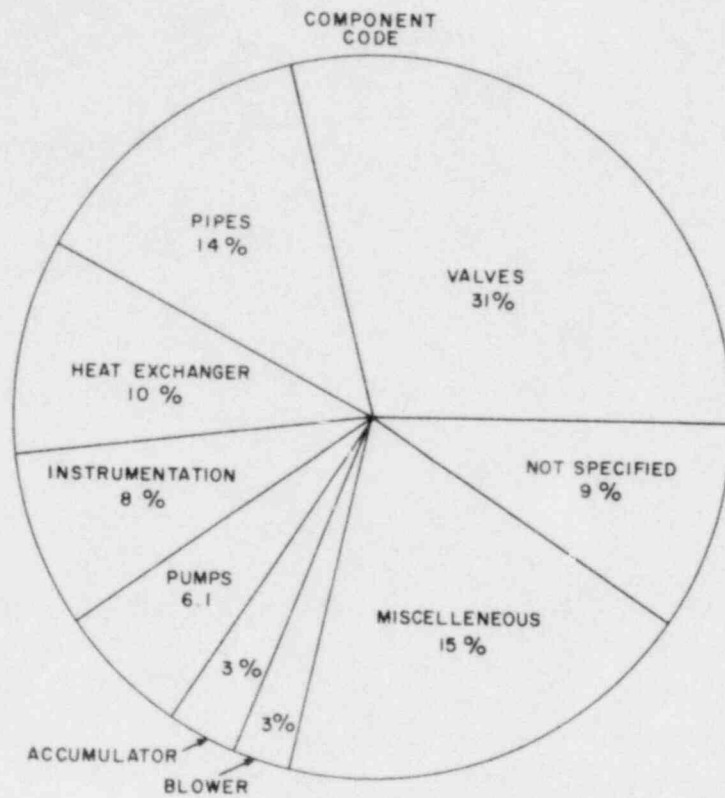 COMPONENT
CODE
PIPES
14%
VALVES
31%
HEAT EXCHANGER
10 %
INSTRUMENTATION
8 %
NOT SPECIFIED
9 %
PUMPS
6.1
MISCELLENEOUS
15 %
3%
3%
ACCUMULATOR
BLOWER